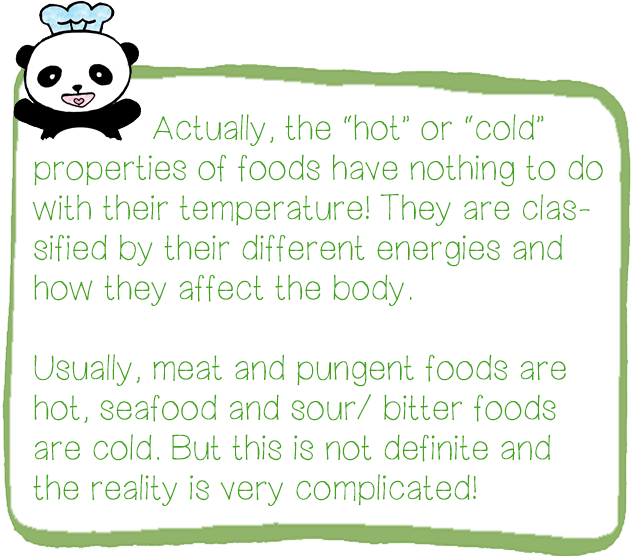 Actually, the “hot” or “cold”
properties of foods have nothing to do
with their temperature! They are clas-
sified by their different energies and
how they affect the body.
Usually, meat and pungent foods are
hot, seafood and sour/ bitter foods
are cold. But this is not definite and
the reality is very complicated!